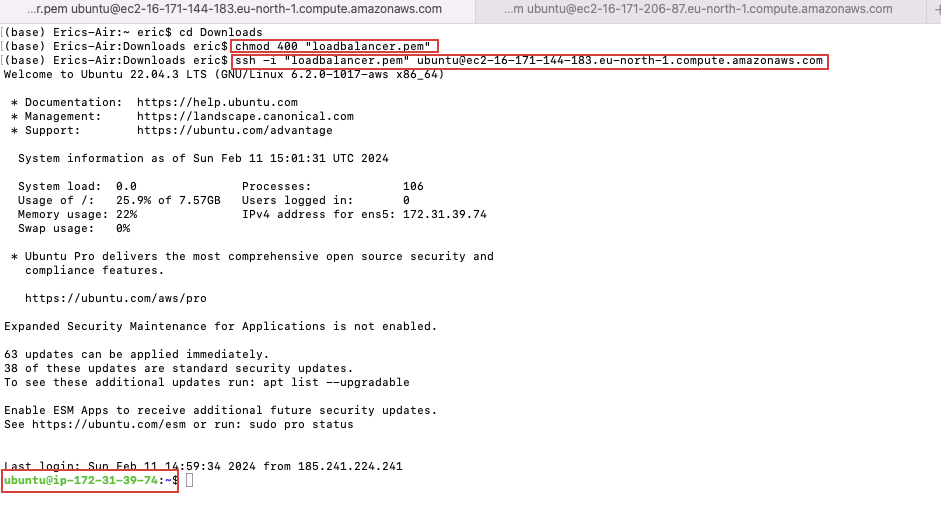 ...r.pem ubuntu@ec2-16-171-144-183.eu-north-1.compute.amazonaws.com
...m ubuntu@ec2-16-171-206-87.eu-north-1.compute.amazonaws.com
[(base) Erics-Air:~ eric$ cd Downloads
[(base) Erics-Air:Downloads eric$ chmod 400 "loadbalancer.pem"
[(base) Erics-Air:Downloads eric$ ssh -i "loadbalancer.pem" ubuntu@ec2-16-171-144-183.eu-north-1.compute.amazonaws.com
Welcome to Ubuntu 22.04.3 LTS (GNU/Linux 6.2.0-1017-aws x86_64)
* Documentation:  https://help.ubuntu.com
* Management:     https://landscape.canonical.com
* Support:        https://ubuntu.com/advantage
System information as of Sun Feb 11 15:01:31 UTC 2024
System load:  0.0               Processes:             106
Usage of /:   25.9% of 7.57GB   Users logged in:       0
Memory usage: 22%               IPv4 address for ens5: 172.31.39.74
Swap usage:   0%
* Ubuntu Pro delivers the most comprehensive open source security and
compliance features.
https://ubuntu.com/aws/pro
Expanded Security Maintenance for Applications is not enabled.
63 updates can be applied immediately.
38 of these updates are standard security updates.
To see these additional updates run: apt list --upgradable
Enable ESM Apps to receive additional future security updates.
See https://ubuntu.com/esm or run: sudo pro status
Last login: Sun Feb 11 14:59:34 2024 from 185.241.224.241
ubuntu@ip-172-31-39-74:~$